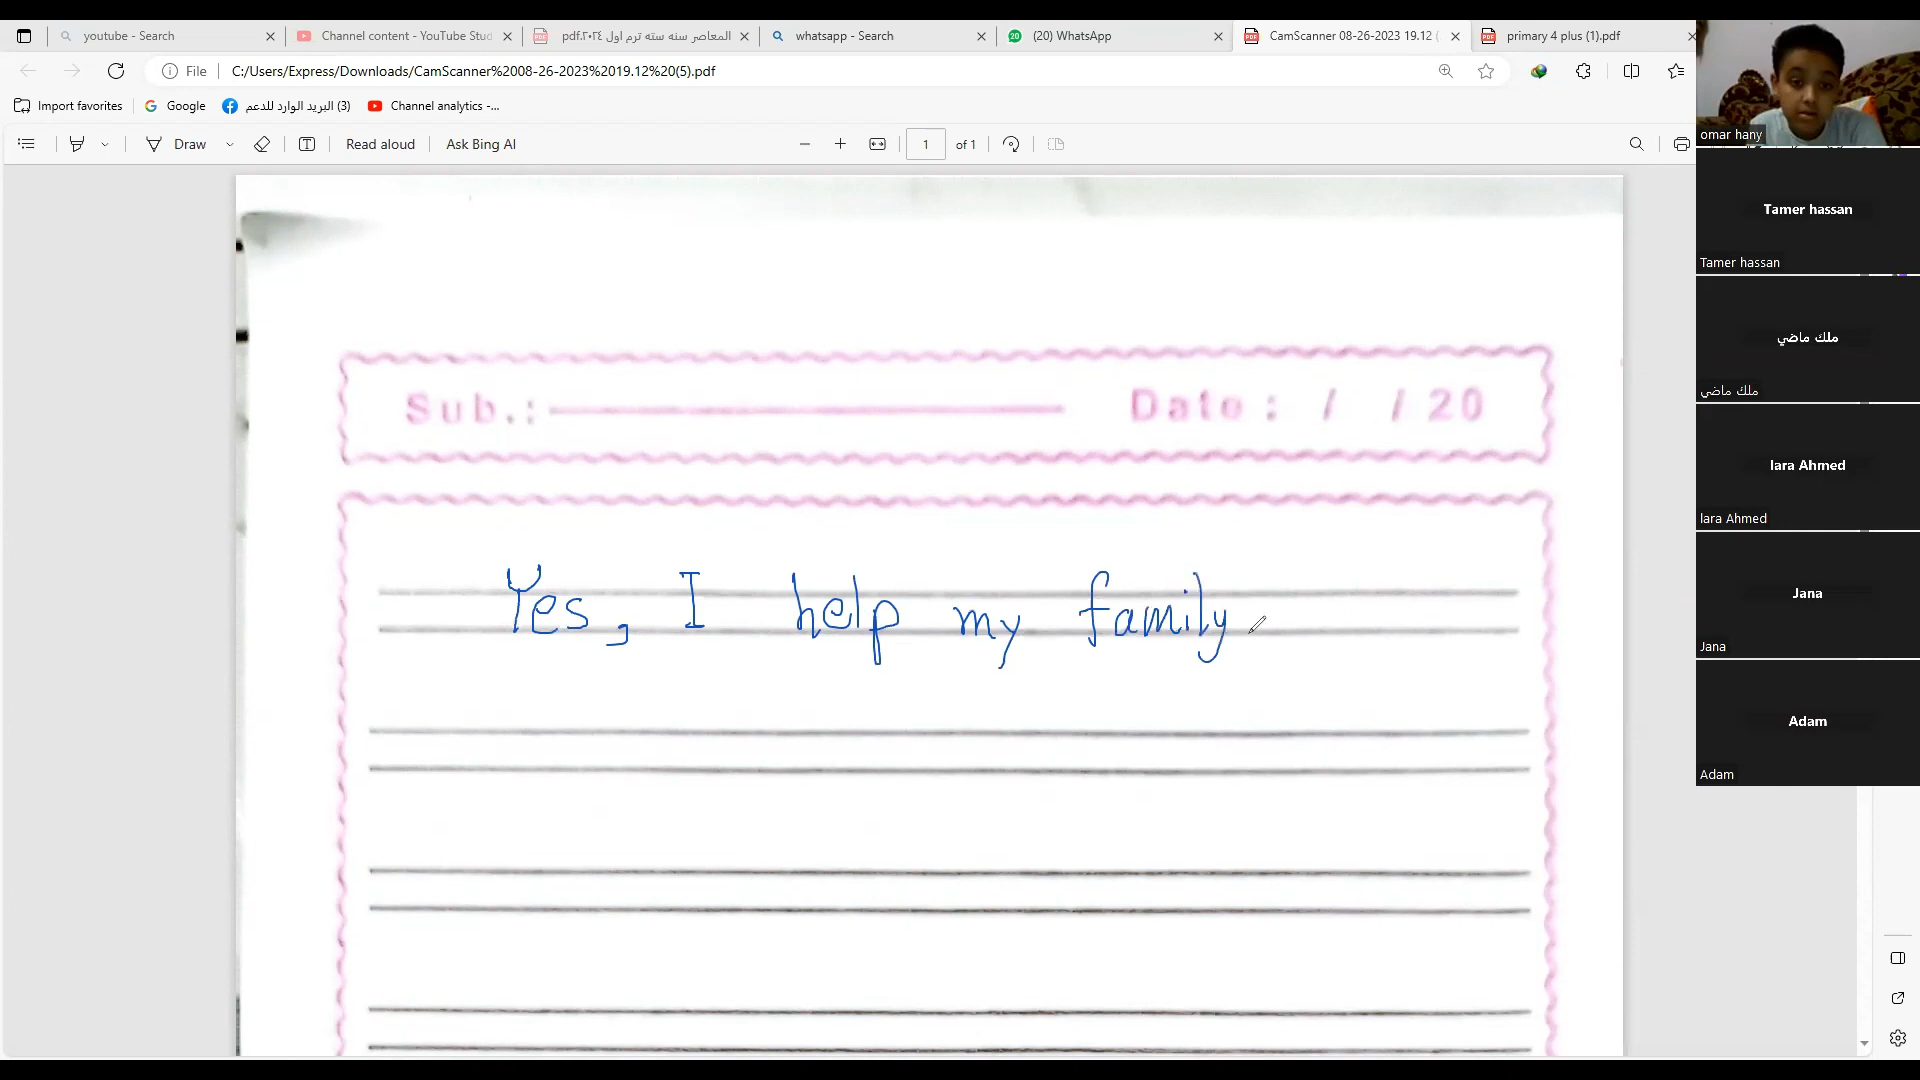 youtube - Search
Channel content - YouTube Stud
المعاصر سنه سته ترم اول ٢٠٢٤.pdf
whatsapp - Search
(20) WhatsApp
CamScanner 08-26-2023 19.12 (
primary 4 plus (1).pdf
File
C:/Users/Express/Downloads/CamScanner%2008-26-2023%2019.12%20(5).pdf
Import favorites
Google
(3) البريد الوارد للدعم
Channel analytics -...
Draw
Read aloud
Ask Bing AI
1
of 1
omar hany
Tamer hassan
Tamer hassan
ملك ماضي
ملك ماضي
lara Ahmed
lara Ahmed
Jana
Jana
Adam
Adam
Sub.:
Date: / /20
Yes, I help my family